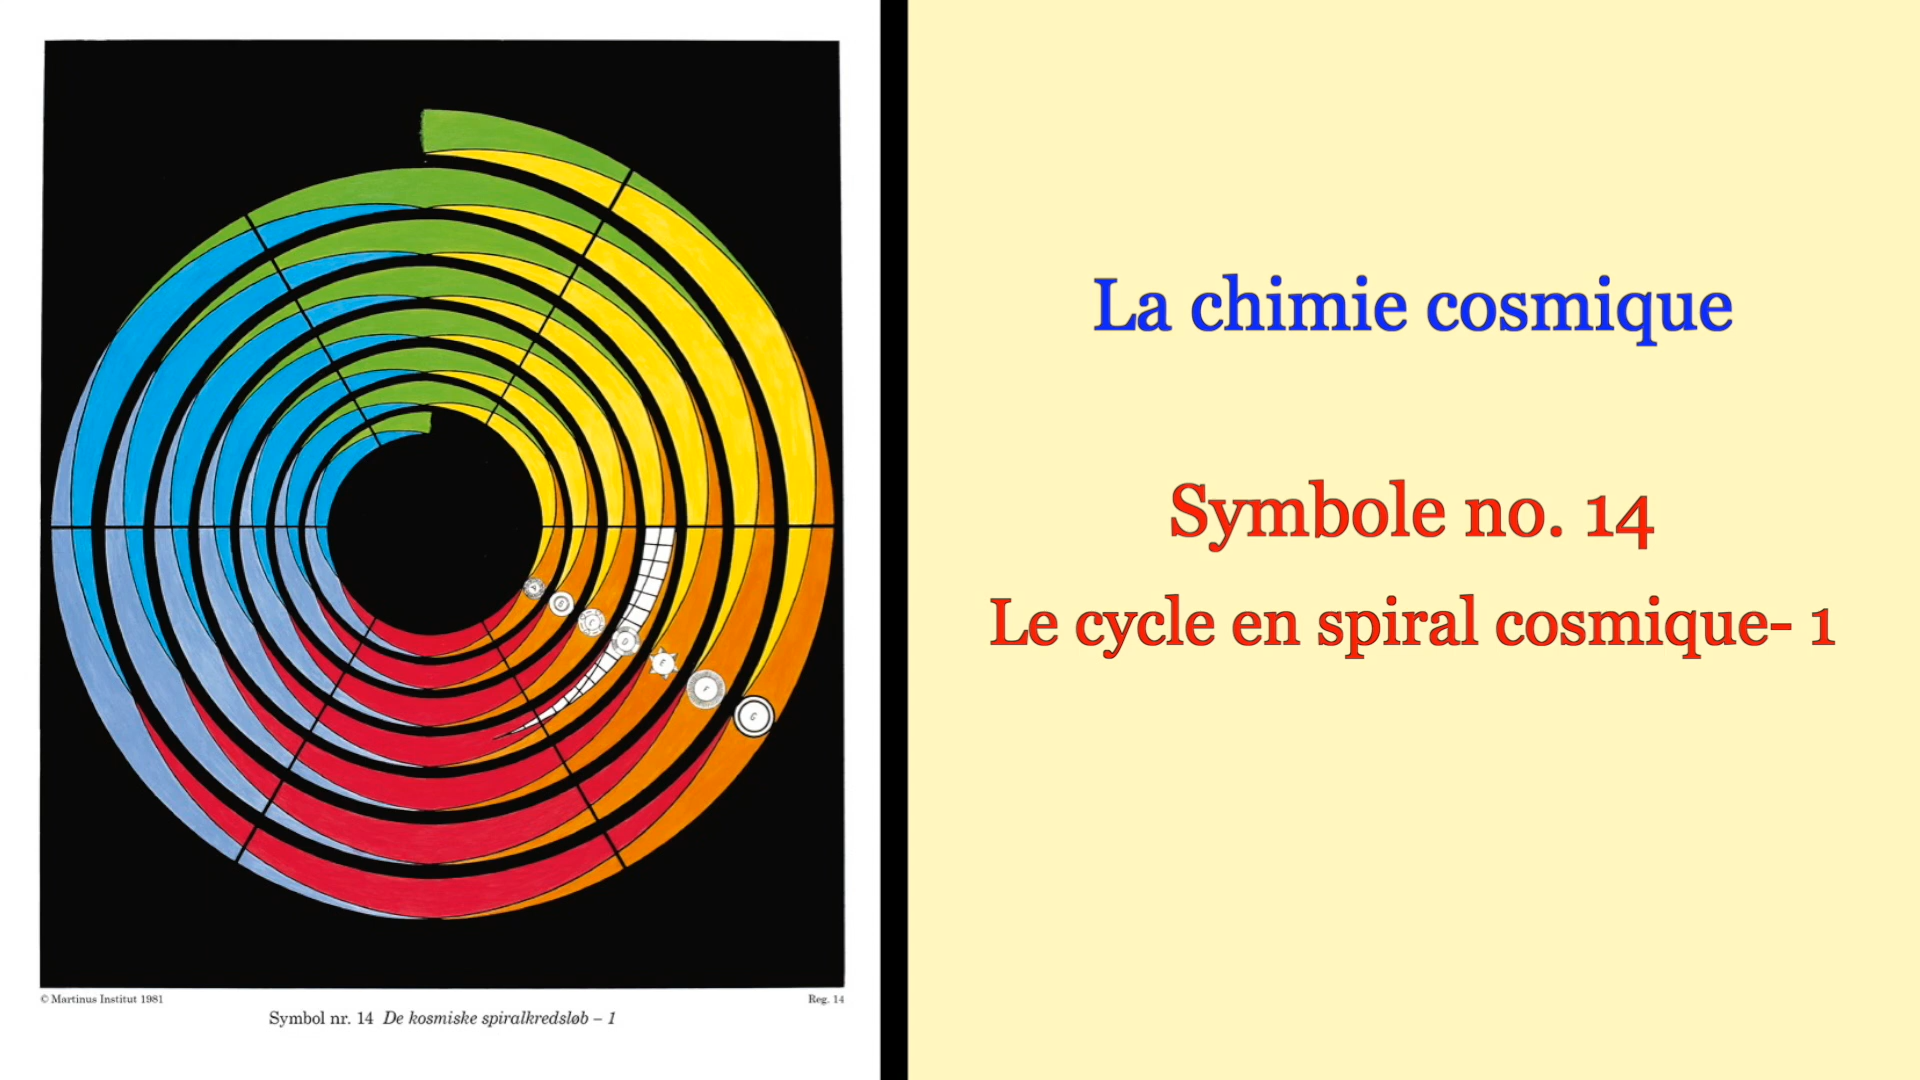 A
B
C
D
E
F
G
© Martinus Institut 1981
Reg. 14
Symbol nr. 14 De kosmiske spiralkredsløb – 1
La chimie cosmique
Symbole no. 14
Le cycle en spiral cosmique- 1